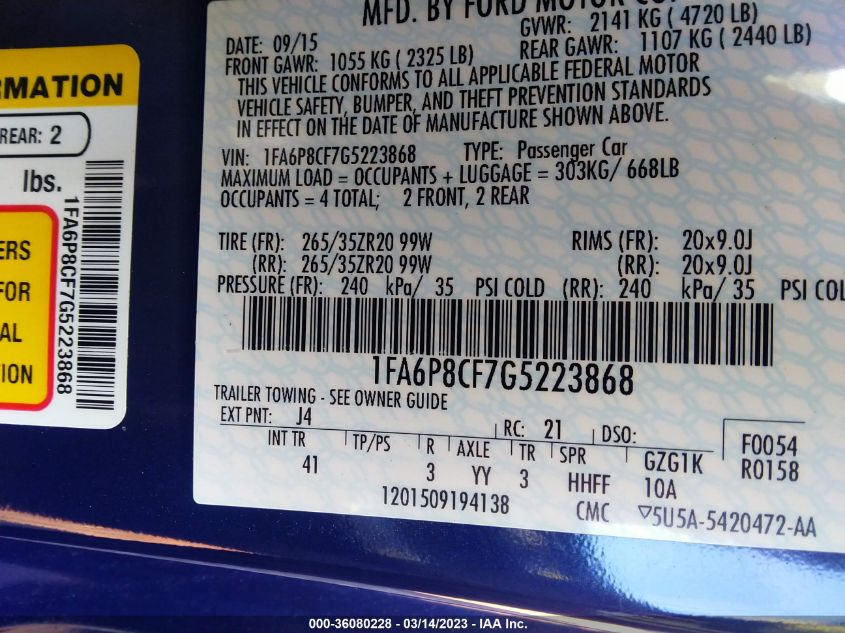 MFD. BY FORD MOTOR CO
GVWR: 2141 KG ( 4720 LB)
DATE: 09/15
REAR GAWR: 1107 KG ( 2440 LB)
FRONT GAWR: 1055 KG ( 2325 LB)
THIS VEHICLE CONFORMS TO ALL APPLICABLE FEDERAL MOTOR
VEHICLE SAFETY, BUMPER, AND THEFT PREVENTION STANDARDS
IN EFFECT ON THE DATE OF MANUFACTURE SHOWN ABOVE.
VIN: 1FA6P8CF7G5223868 TYPE: Passenger Car
MAXIMUM LOAD = OCCUPANTS + LUGGAGE = 303KG/ 668LB
OCCUPANTS = 4 TOTAL; 2 FRONT, 2 REAR
TIRE (FR): 265/35ZR20 99W RIMS (FR): 20x9.0J
(RR): 265/35ZR20 99W (RR): 20x9.0J
PRESSURE (FR): 240 kPa/ 35 PSI COLD (RR): 240 kPa/ 35 PSI COL
1FA6P8CF7G5223868
TRAILER TOWING - SEE OWNER GUIDE
EXT PNT: J4 RC: 21 DSO:
INT TR TP/PS R AXLE TR SPR GZG1K F0054
41 3 YY 3 HHFF 10A R0158
1201509194138 CMC ▽5U5A-5420472-AA
RMATION
REAR: 2
lbs.
1FA6P8CF7G5223868
ERS
FOR
AL
TION
000-36080228 - 03/14/2023 - IAA Inc.